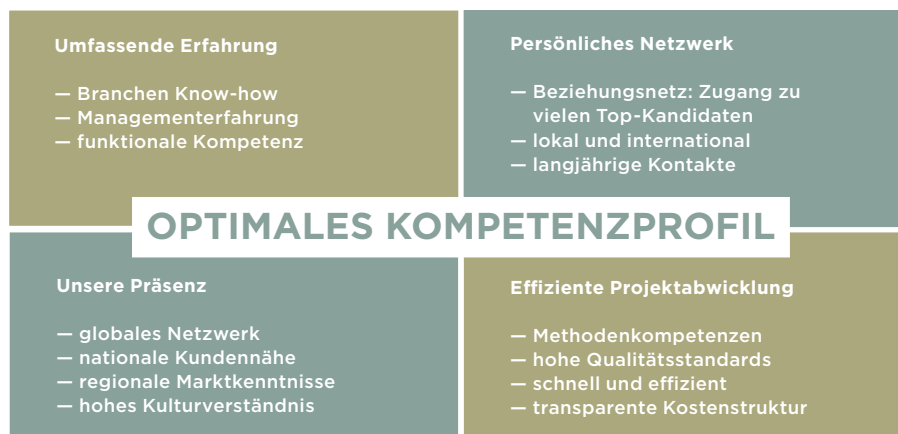 Umfassende Erfahrung
— Branchen Know-how
— Managementerfahrung
— funktionale Kompetenz
Persönliches Netzwerk
— Beziehungsnetz: Zugang zu
vielen Top-Kandidaten
— lokal und international
— langjährige Kontakte
OPTIMALES KOMPETENZPROFIL
Unsere Präsenz
— globales Netzwerk
— nationale Kundennähe
— regionale Marktkenntnisse
— hohes Kulturverständnis
Effiziente Projektabwicklung
— Methodenkompetenzen
— hohe Qualitätsstandards
— schnell und effizient
— transparente Kostenstruktur